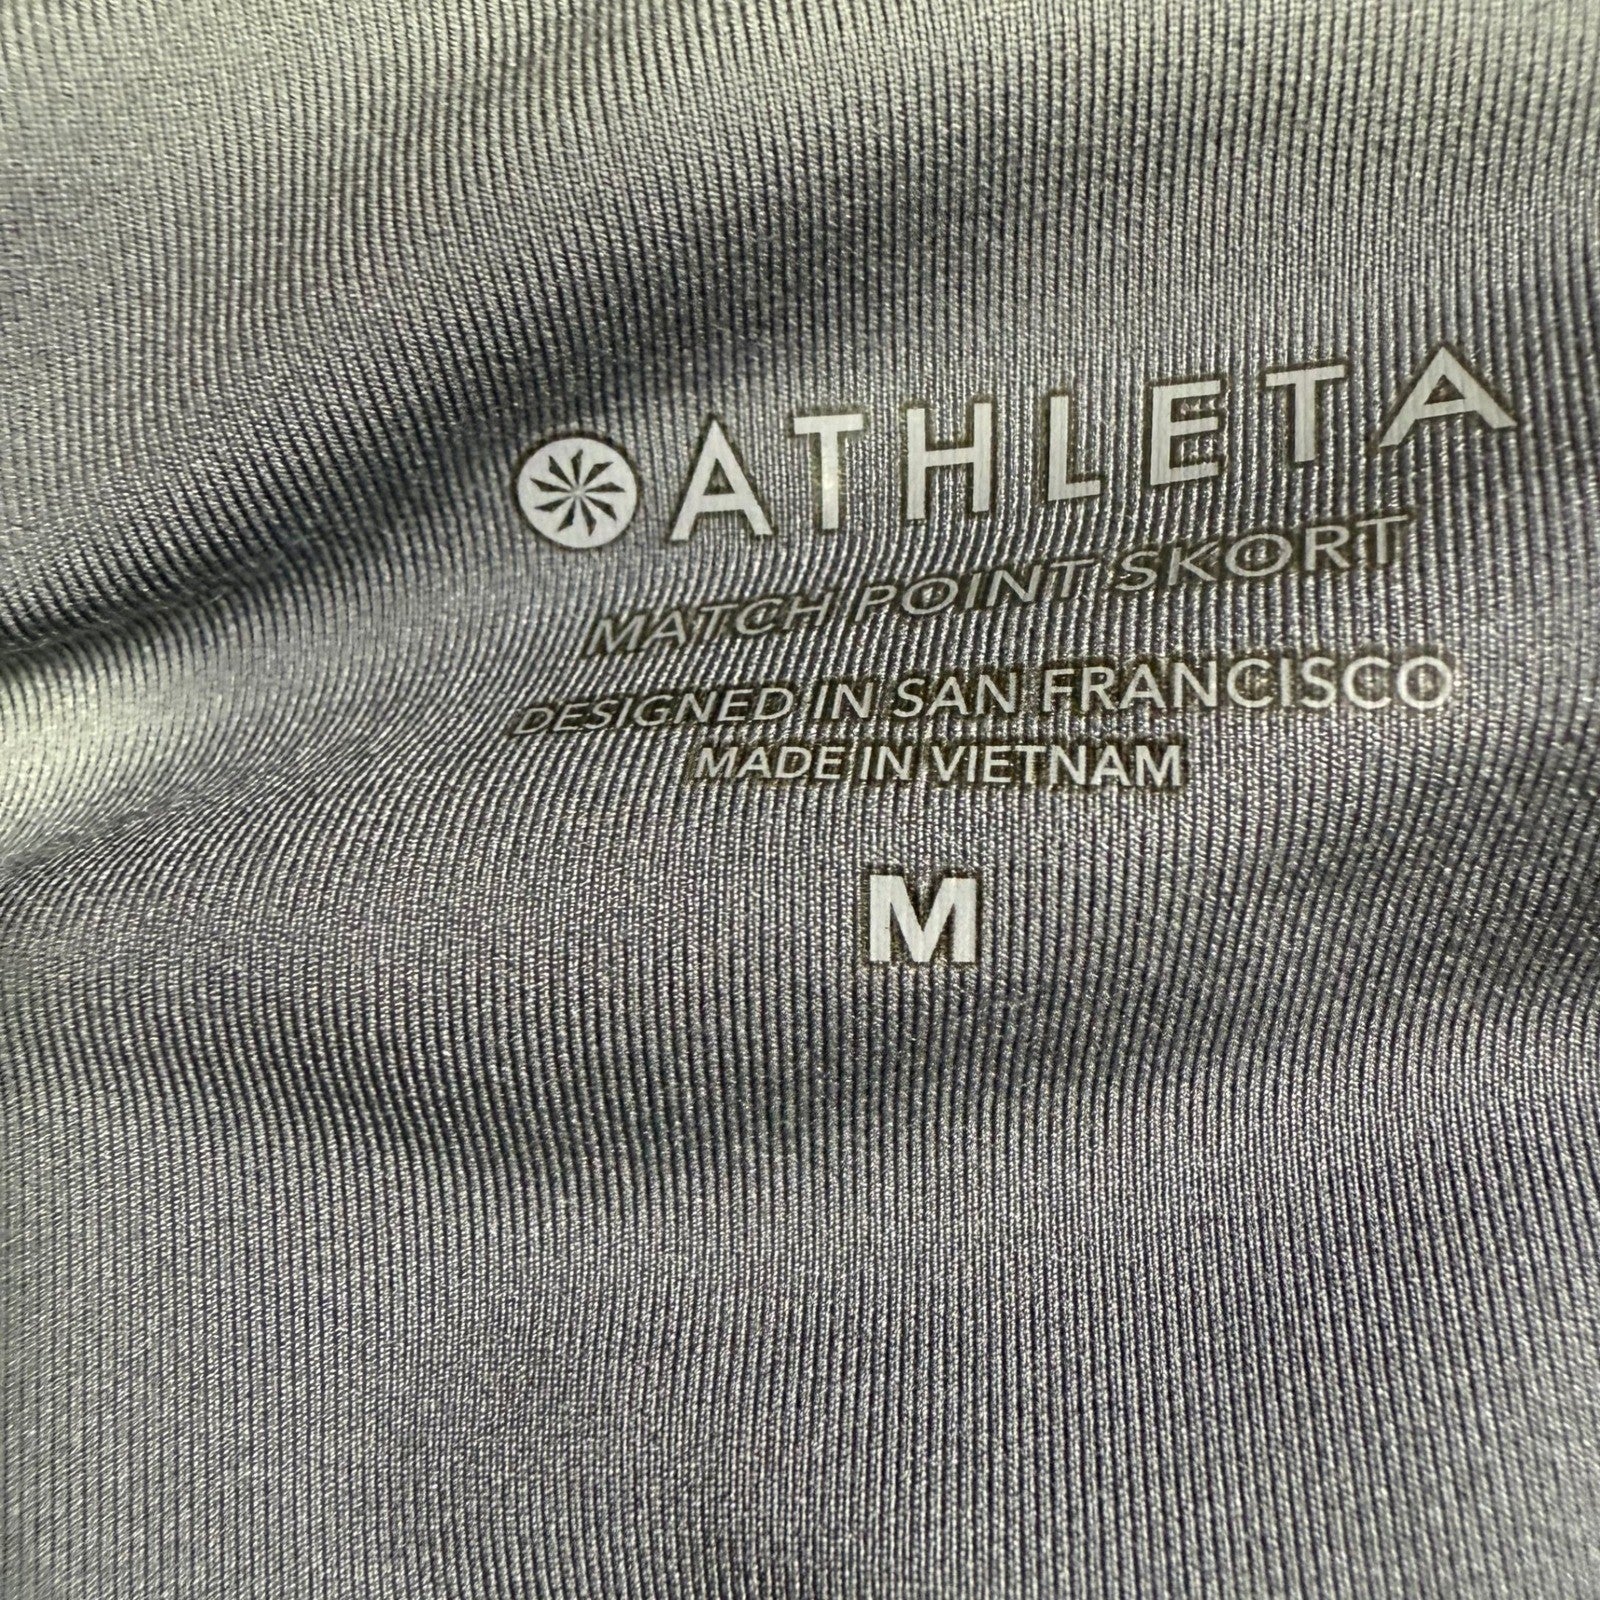 ATHLETA
MATCH POINT SKORT
DESIGNED IN SAN FRANCISCO
MADE IN VIETNAM
M